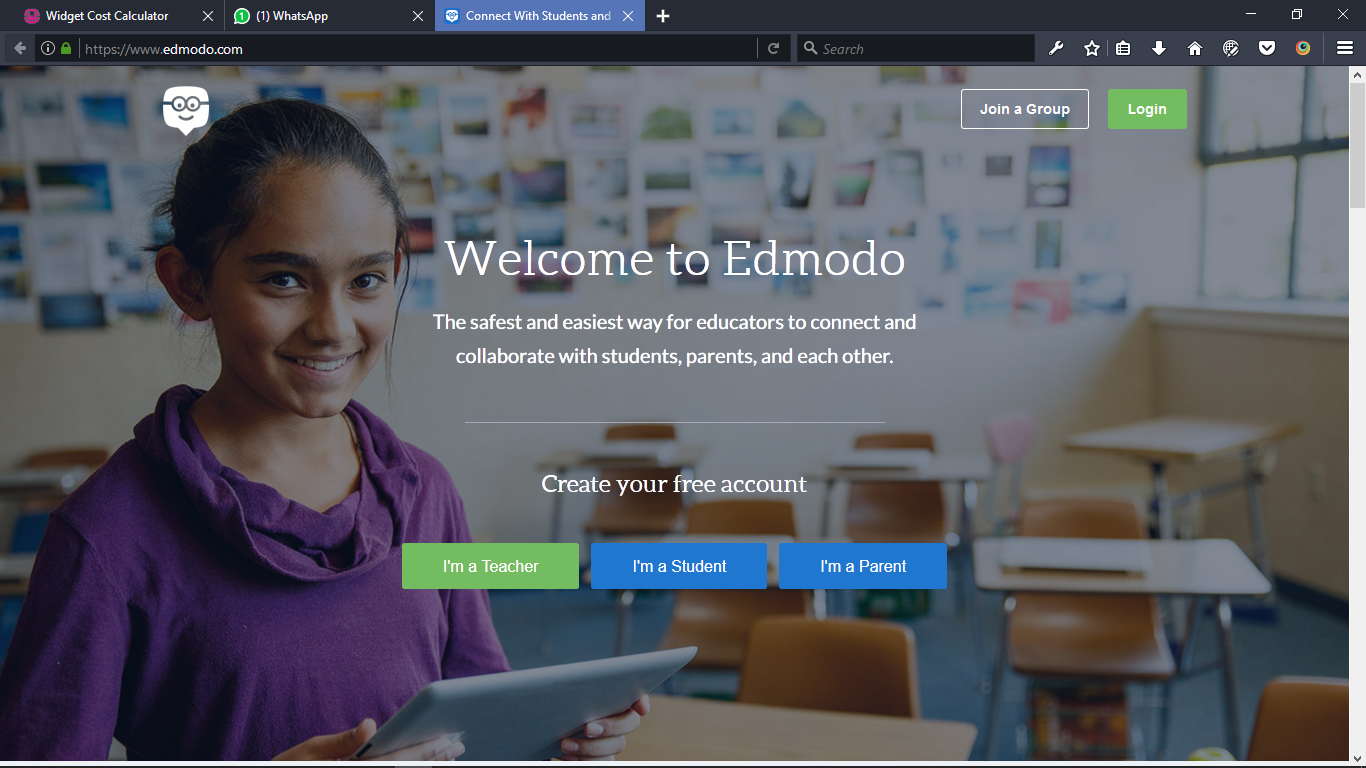 Widget Cost Calculator
(1) WhatsApp
Connect With Students and
https://www.edmodo.com
Search
Join a Group
Login
Welcome to Edmodo
The safest and easiest way for educators to connect and
collaborate with students, parents, and each other.
Create your free account
I'm a Teacher
I'm a Student
I'm a Parent